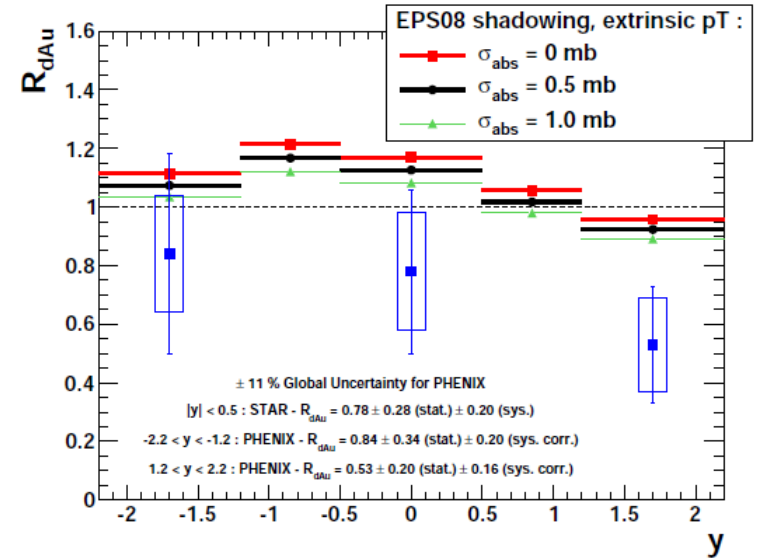 EPS08 shadowing, extrinsic pT :
σabs = 0 mb
σabs = 0.5 mb
σabs = 1.0 mb
RdAu
1.6
1.4
1.2
1
0.8
0.6
0.4
0.2
0
± 11 % Global Uncertainty for PHENIX
|y| < 0.5 : STAR - RdAu = 0.78 ± 0.28 (stat.) ± 0.20 (sys.)
-2.2 < y < -1.2 : PHENIX - RdAu = 0.84 ± 0.34 (stat.) ± 0.20 (sys. corr.)
1.2 < y < 2.2 : PHENIX - RdAu = 0.53 ± 0.20 (stat.) ± 0.16 (sys. corr.)
-2 -1.5 -1 -0.5 0 0.5 1 1.5 2
y